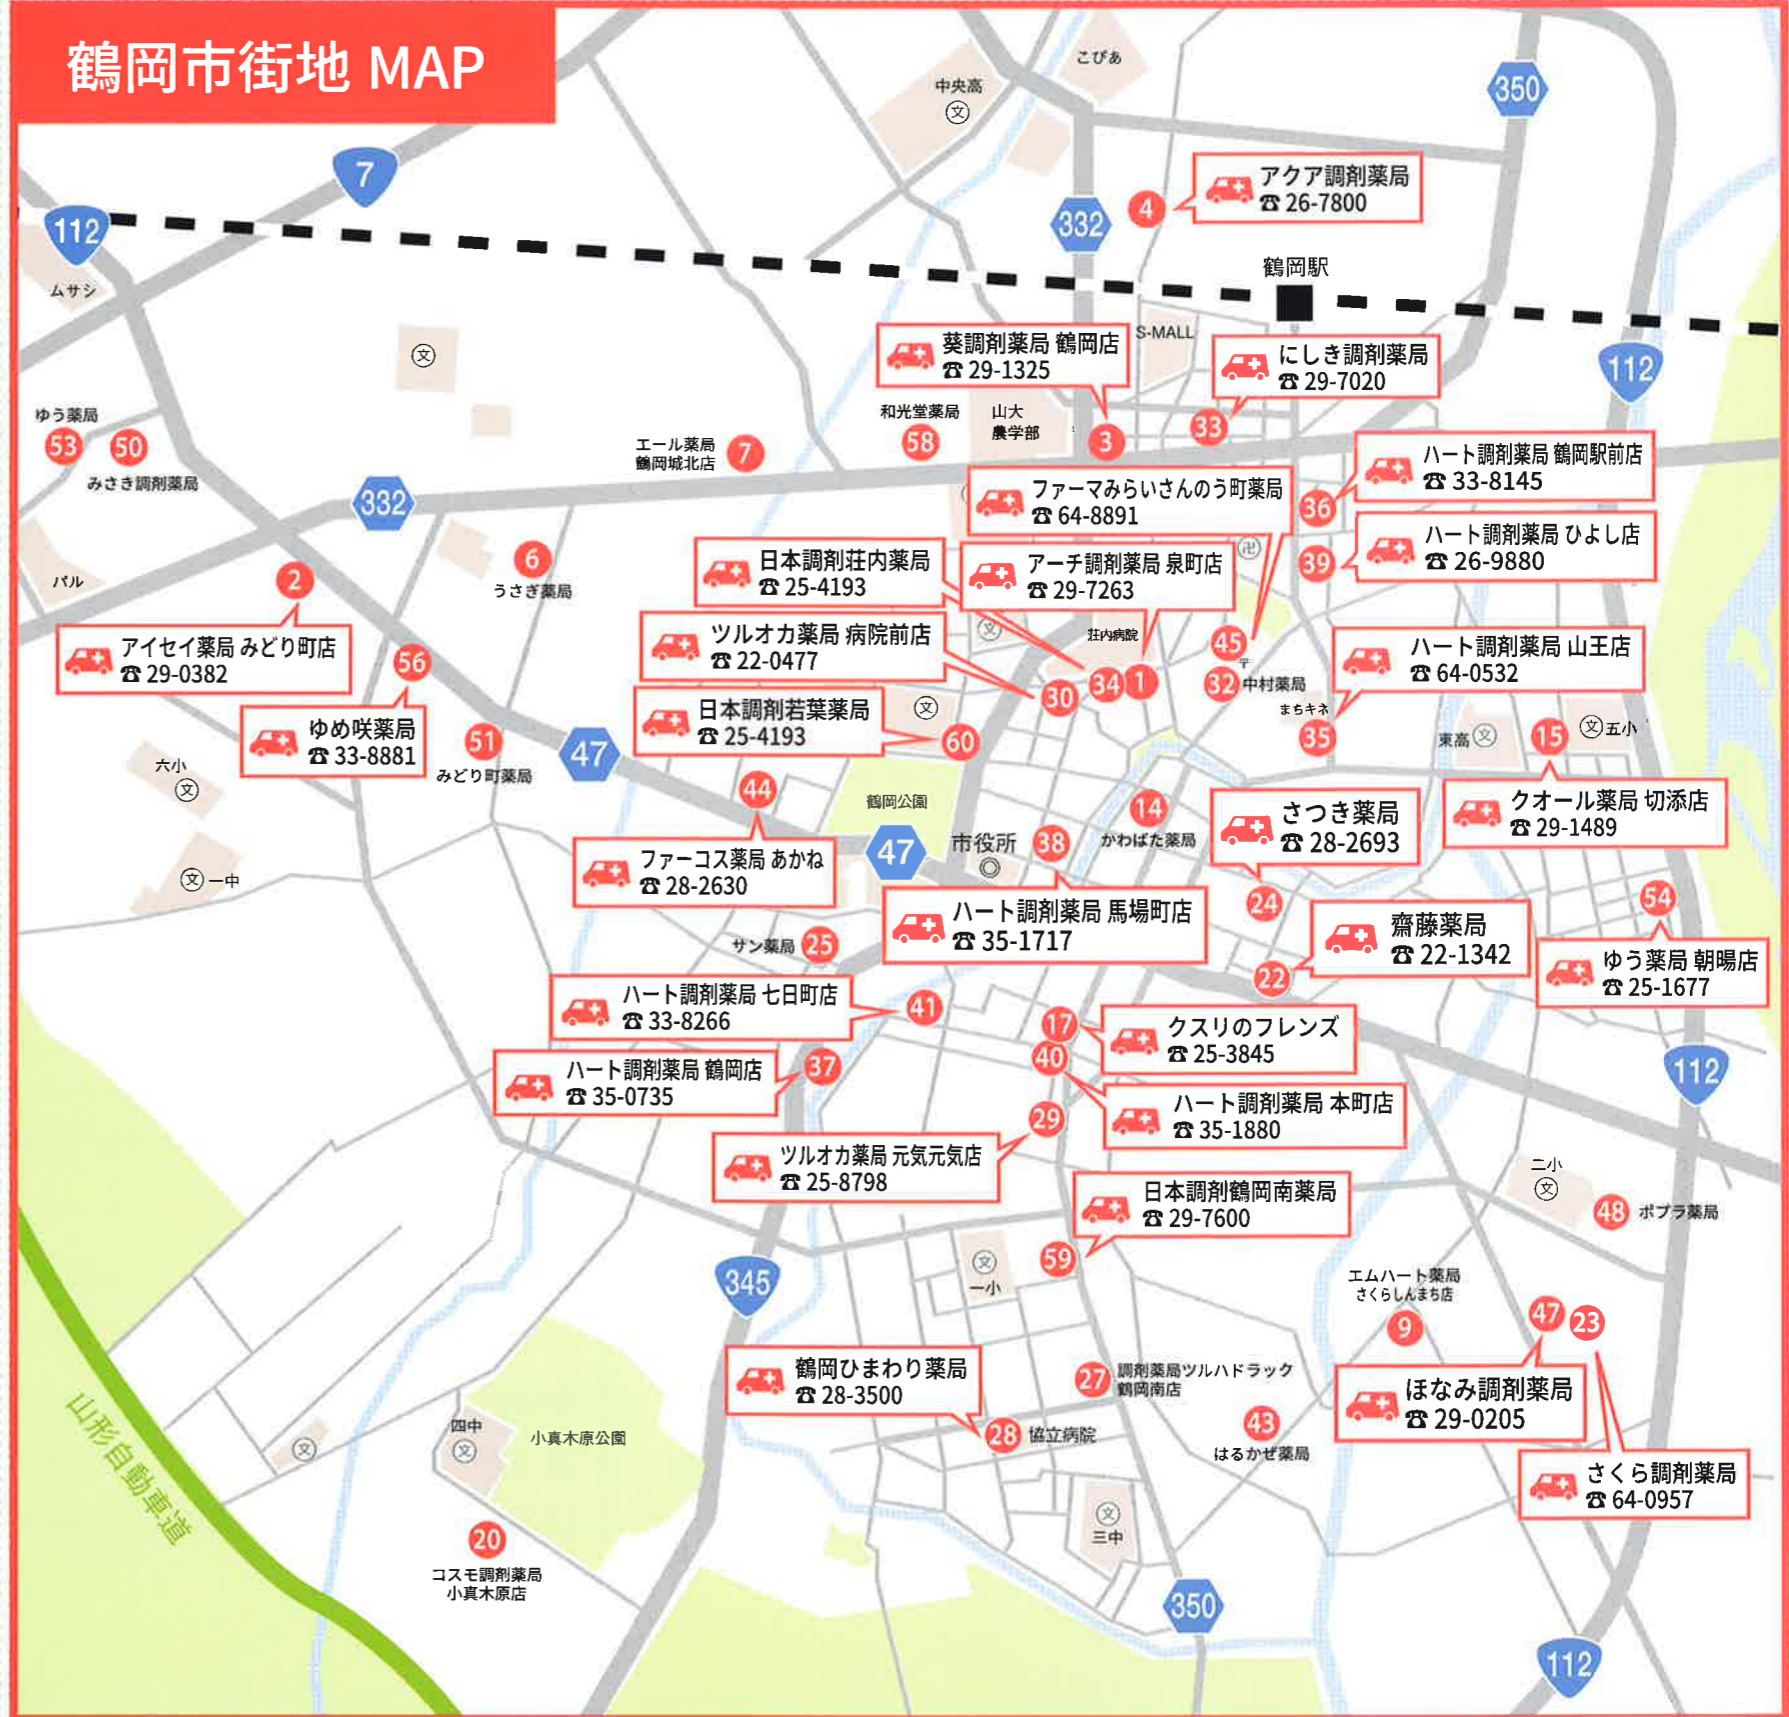 鶴岡市街地 MAP
こぴあ
中央高
文
350
7
112
332
4
アクア調剤薬局
☎ 26-7800
鶴岡駅
ムサシ
文
S-MALL
葵調剤薬局 鶴岡店
☎ 29-1325
にしき調剤薬局
☎ 29-7020
112
ゆう薬局
53
50
みさき調剤薬局
エール薬局
鶴岡城北店
7
和光堂薬局
58
山大
農学部
3
33
332
ハート調剤薬局 鶴岡駅前店
☎ 33-8145
36
ファーマみらいさんのう町薬局
☎ 64-8891
ハート調剤薬局 ひよし店
☎ 26-9880
39
卍
パル
2
6
うさぎ薬局
日本調剤荘内薬局
☎ 25-4193
アーチ調剤薬局 泉町店
☎ 29-7263
アイセイ薬局 みどり町店
☎ 29-0382
56
ツルオカ薬局 病院前店
☎ 22-0477
文
荘内病院
45
〒
ハート調剤薬局 山王店
☎ 64-0532
30
34
1
32
中村薬局
まちキネ
35
日本調剤若葉薬局
☎ 25-4193
文
60
ゆめ咲薬局
☎ 33-8881
51
みどり町薬局
47
東高
文
15
文
五小
六小
文
44
鶴岡公園
14
かわばた薬局
さつき薬局
☎ 28-2693
クオール薬局 切添店
☎ 29-1489
ファーコス薬局 あかね
☎ 28-2630
47
市役所
◎
38
文
一中
24
54
ハート調剤薬局 馬場町店
☎ 35-1717
齋藤薬局
☎ 22-1342
22
サン薬局
25
ゆう薬局 朝暘店
☎ 25-1677
ハート調剤薬局 七日町店
☎ 33-8266
41
17
クスリのフレンズ
☎ 25-3845
ハート調剤薬局 鶴岡店
☎ 35-0735
37
40
112
ハート調剤薬局 本町店
☎ 35-1880
29
ツルオカ薬局 元気元気店
☎ 25-8798
二小
文
日本調剤鶴岡南薬局
☎ 29-7600
48
ポプラ薬局
59
文
一小
345
エムハート薬局
さくらしんまち店
9
47
23
鶴岡ひまわり薬局
☎ 28-3500
27
調剤薬局ツルハドラック
鶴岡南店
ほなみ調剤薬局
☎ 29-0205
山形自動車道
文
四中
文
小真木原公園
28
協立病院
43
はるかぜ薬局
さくら調剤薬局
☎ 64-0957
文
三中
20
コスモ調剤薬局
小真木原店
350
112